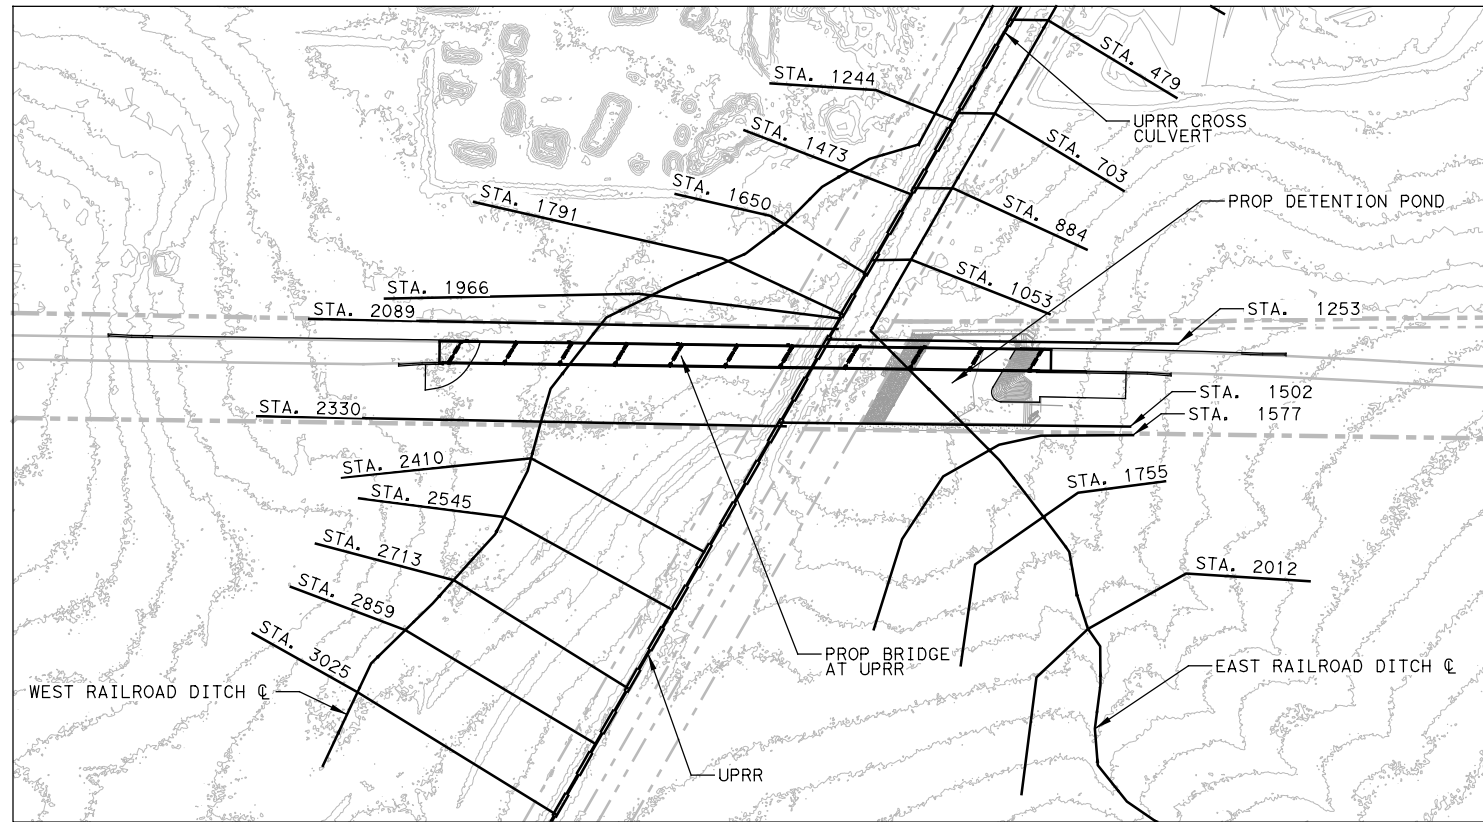 STA. 479
STA. 1244
UPRR CROSS
CULVERT
STA. 1473
STA. 703
STA. 1650
STA. 1791
PROP DETENTION POND
STA. 884
STA. 1966
STA. 1053
STA. 2089
STA. 1253
STA. 1502
STA. 2330
STA. 1577
STA. 2410
STA. 1755
STA. 2545
STA. 2713
STA. 2012
STA. 2859
STA. 3025
PROP BRIDGE
AT UPRR
EAST RAILROAD DITCH ℄
WEST RAILROAD DITCH ℄
UPRR